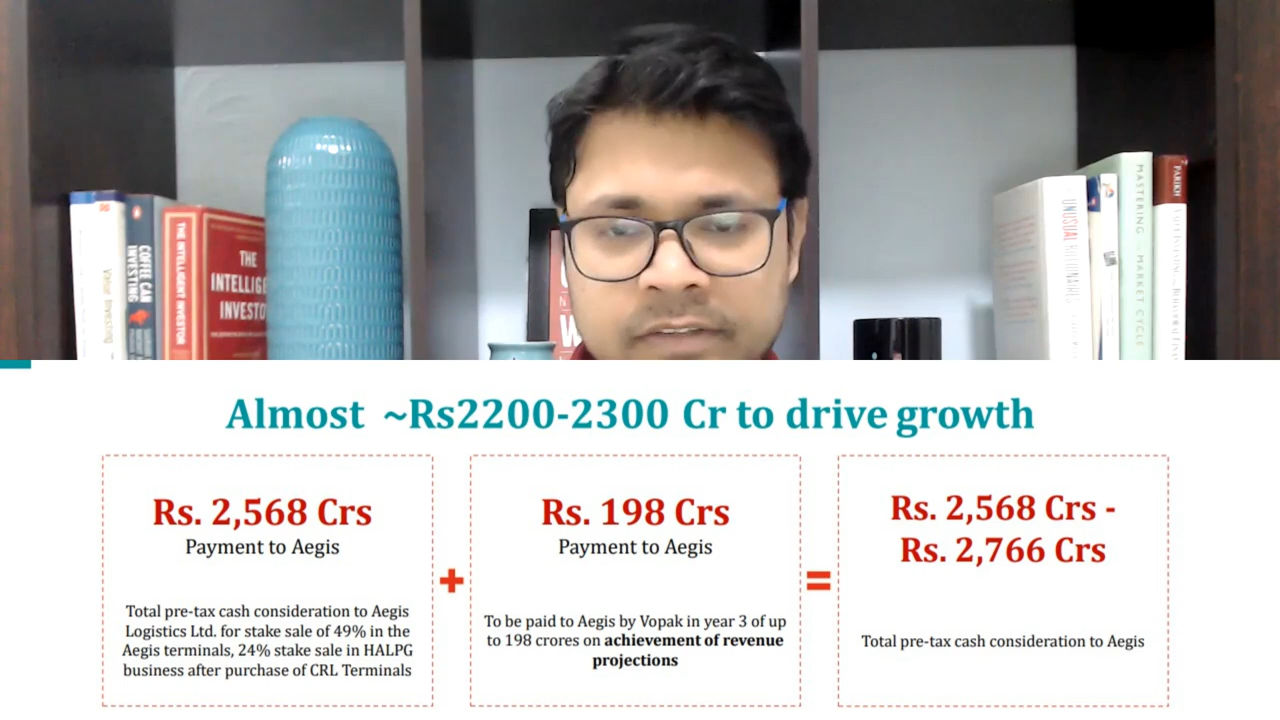 Value Investing
COFFEE CAN
INVESTING
THE INTELLIGENT INVESTOR
THE
INTELLIGE
INVESTO
W
UNUSUAL BILLIONAIRES
MASTERING THE MARKET CYCLE
PARIKH
Almost ~Rs2200-2300 Cr to drive growth
Rs. 2,568 Crs
Payment to Aegis
Total pre-tax cash consideration to Aegis
Logistics Ltd. for stake sale of 49% in the
Aegis terminals, 24% stake sale in HALPG
business after purchase of CRL Terminals
+
Rs. 198 Crs
Payment to Aegis
To be paid to Aegis by Vopak in year 3 of up
to 198 crores on achievement of revenue
projections
=
Rs. 2,568 Crs -
Rs. 2,766 Crs
Total pre-tax cash consideration to Aegis